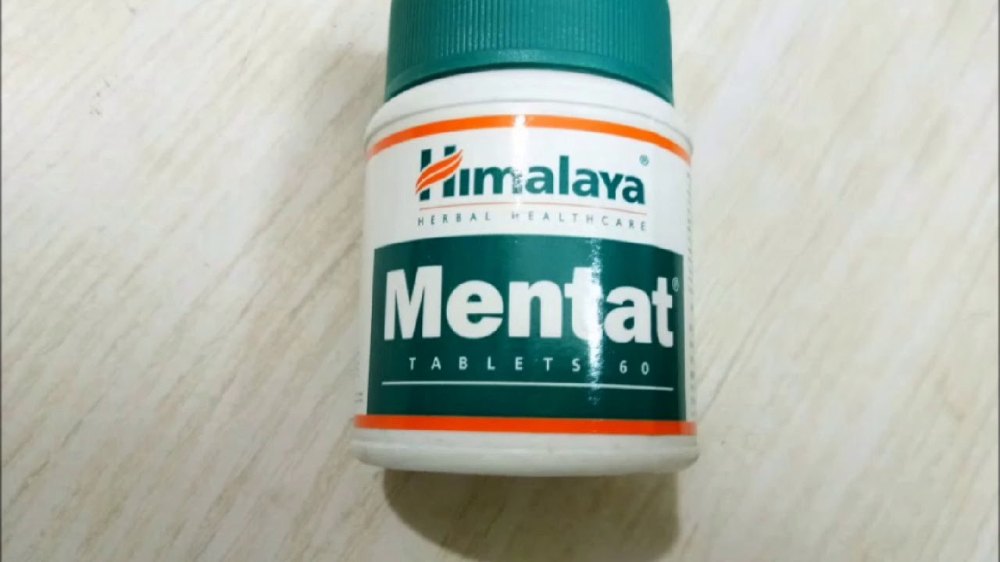 Himalaya®
HERBAL HEALTHCARE
Mentat®
TABLETS 60